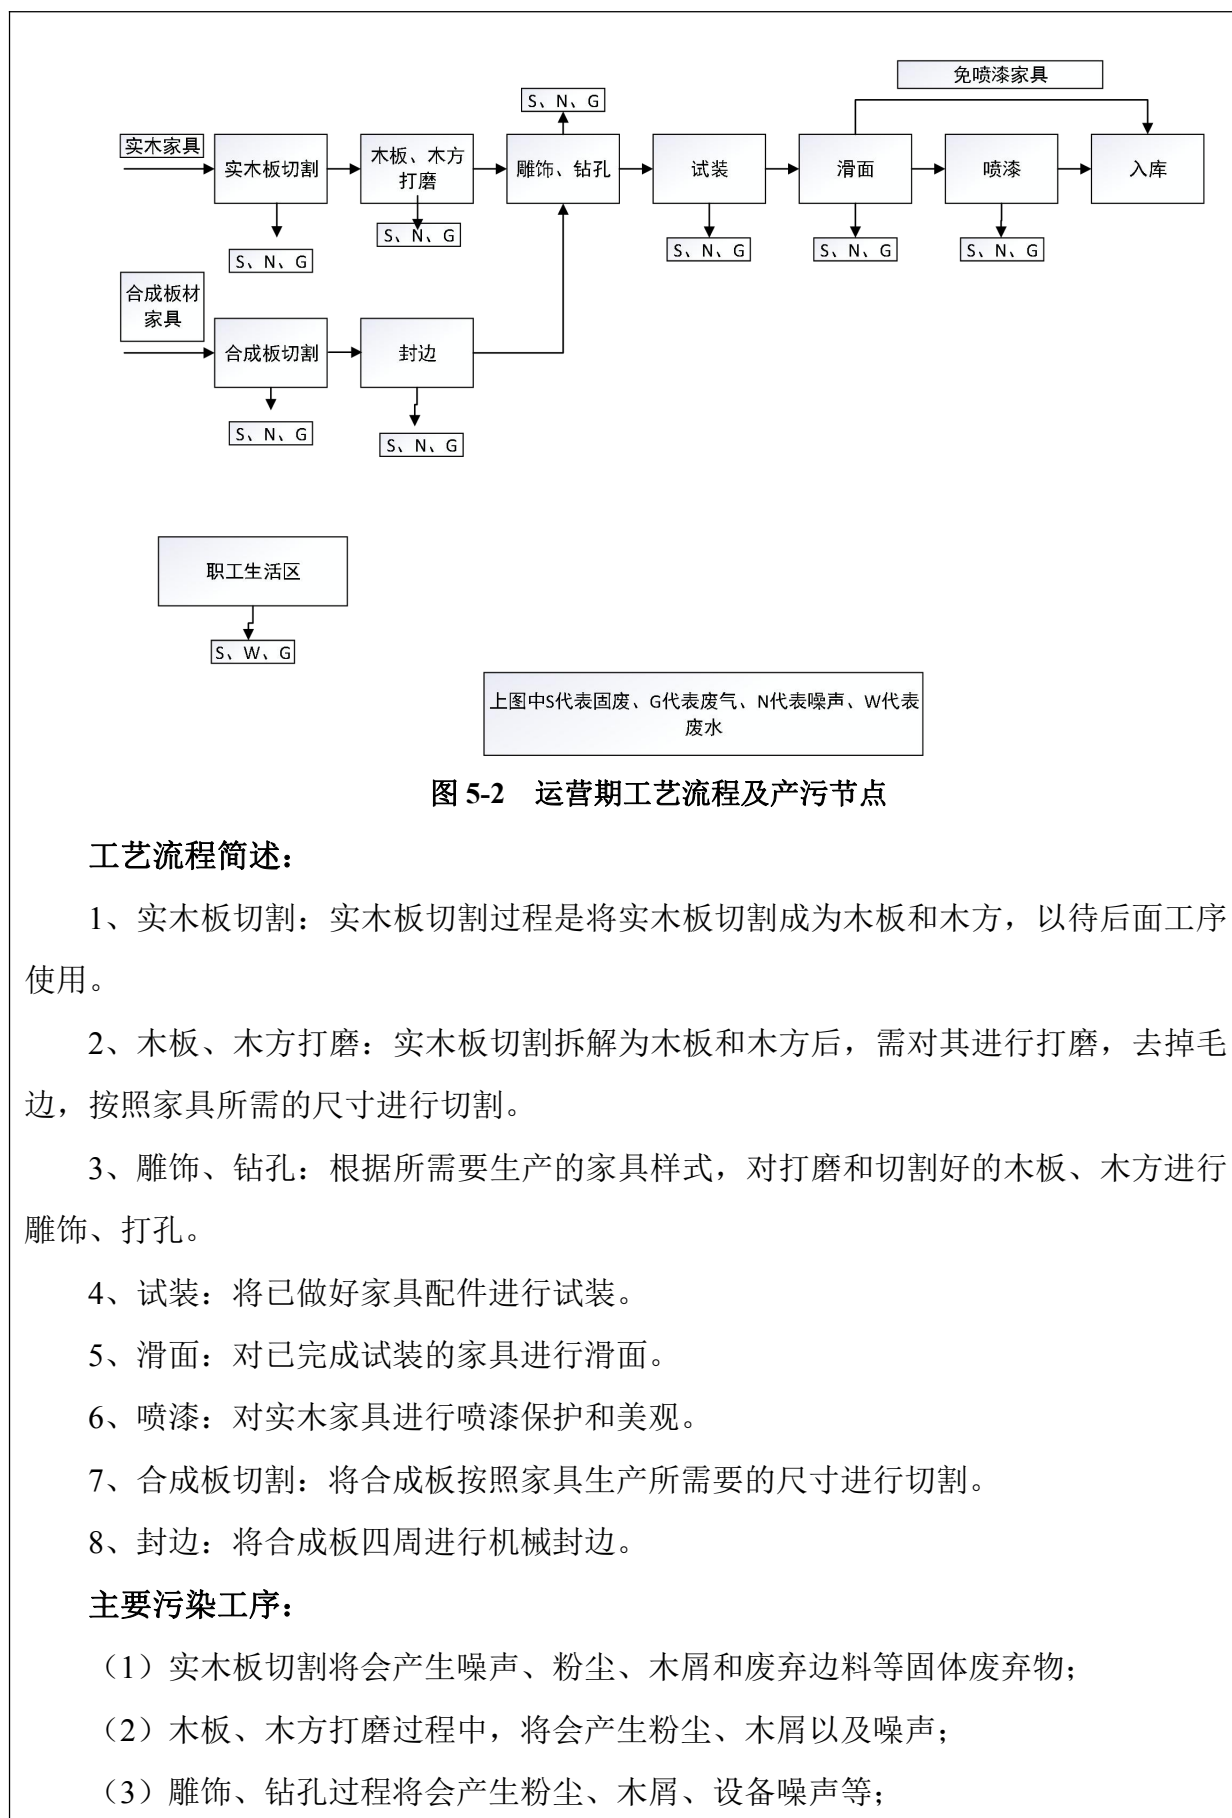 免喷漆家具
S、N、G
实木家具
实木板切割
木板、木方
打磨
雕饰、钻孔
试装
滑面
喷漆
入库
S、N、G
S、N、G
S、N、G
S、N、G
S、N、G
合成板材
家具
合成板切割
封边
S、N、G
S、N、G
职工生活区
S、W、G
上图中S代表固废、G代表废气、N代表噪声、W代表
废水
图 5-2 运营期工艺流程及产污节点
工艺流程简述：
1、实木板切割：实木板切割过程是将实木板切割成为木板和木方，以待后面工序
使用。
2、木板、木方打磨：实木板切割拆解为木板和木方后，需对其进行打磨，去掉毛
边，按照家具所需的尺寸进行切割。
3、雕饰、钻孔：根据所需要生产的家具样式，对打磨和切割好的木板、木方进行
雕饰、打孔。
4、试装：将已做好家具配件进行试装。
5、滑面：对已完成试装的家具进行滑面。
6、喷漆：对实木家具进行喷漆保护和美观。
7、合成板切割：将合成板按照家具生产所需要的尺寸进行切割。
8、封边：将合成板四周进行机械封边。
主要污染工序：
（1）实木板切割将会产生噪声、粉尘、木屑和废弃边料等固体废弃物；
（2）木板、木方打磨过程中，将会产生粉尘、木屑以及噪声；
（3）雕饰、钻孔过程将会产生粉尘、木屑、设备噪声等；